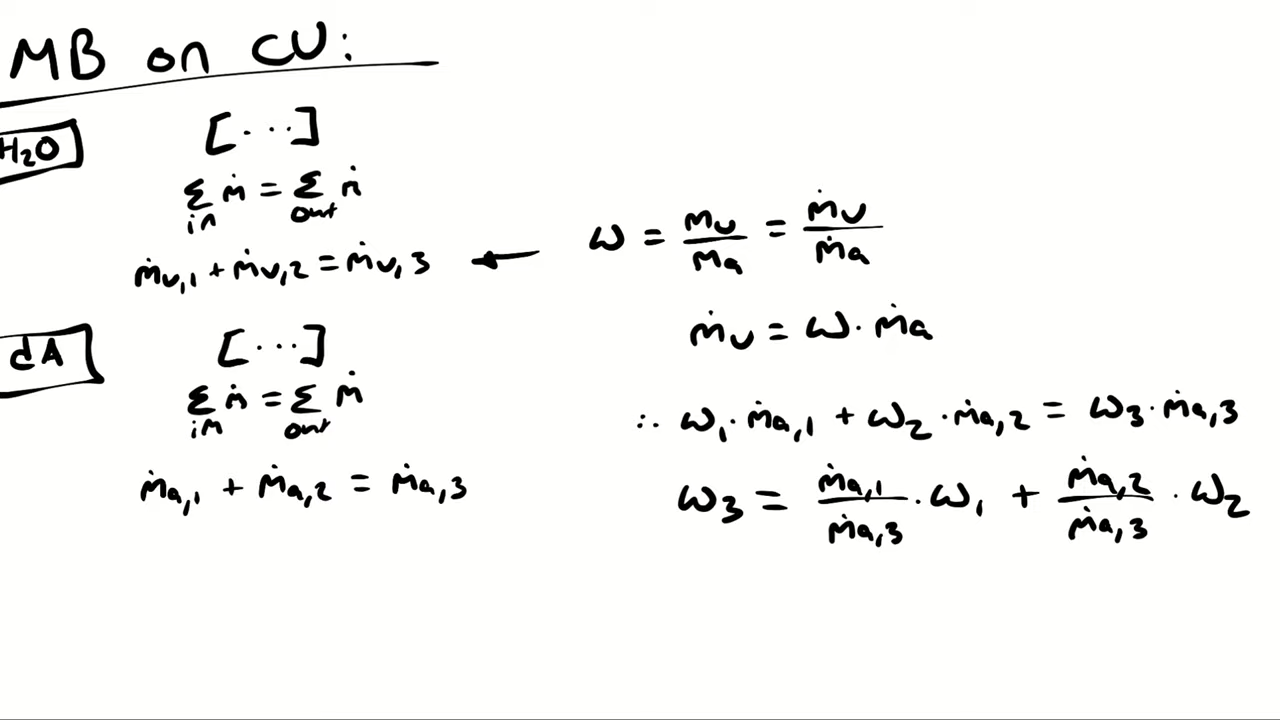 MB on CV:
H₂O
[...]
Σ ṁ = Σ ṁ
in out
ṁv,1 + ṁv,2 = ṁv,3 ←
dA
[...]
Σ ṁ = Σ ṁ
in out
ṁa,1 + ṁa,2 = ṁa,3
ω = mv/ma = ṁv/ṁa
ṁv = ω · ṁa
∴ ω₁ · ṁa,1 + ω₂ · ṁa,2 = ω₃ · ṁa,3
ω₃ = ṁa,1/ṁa,3 · ω₁ + ṁa,2/ṁa,3 · ω₂